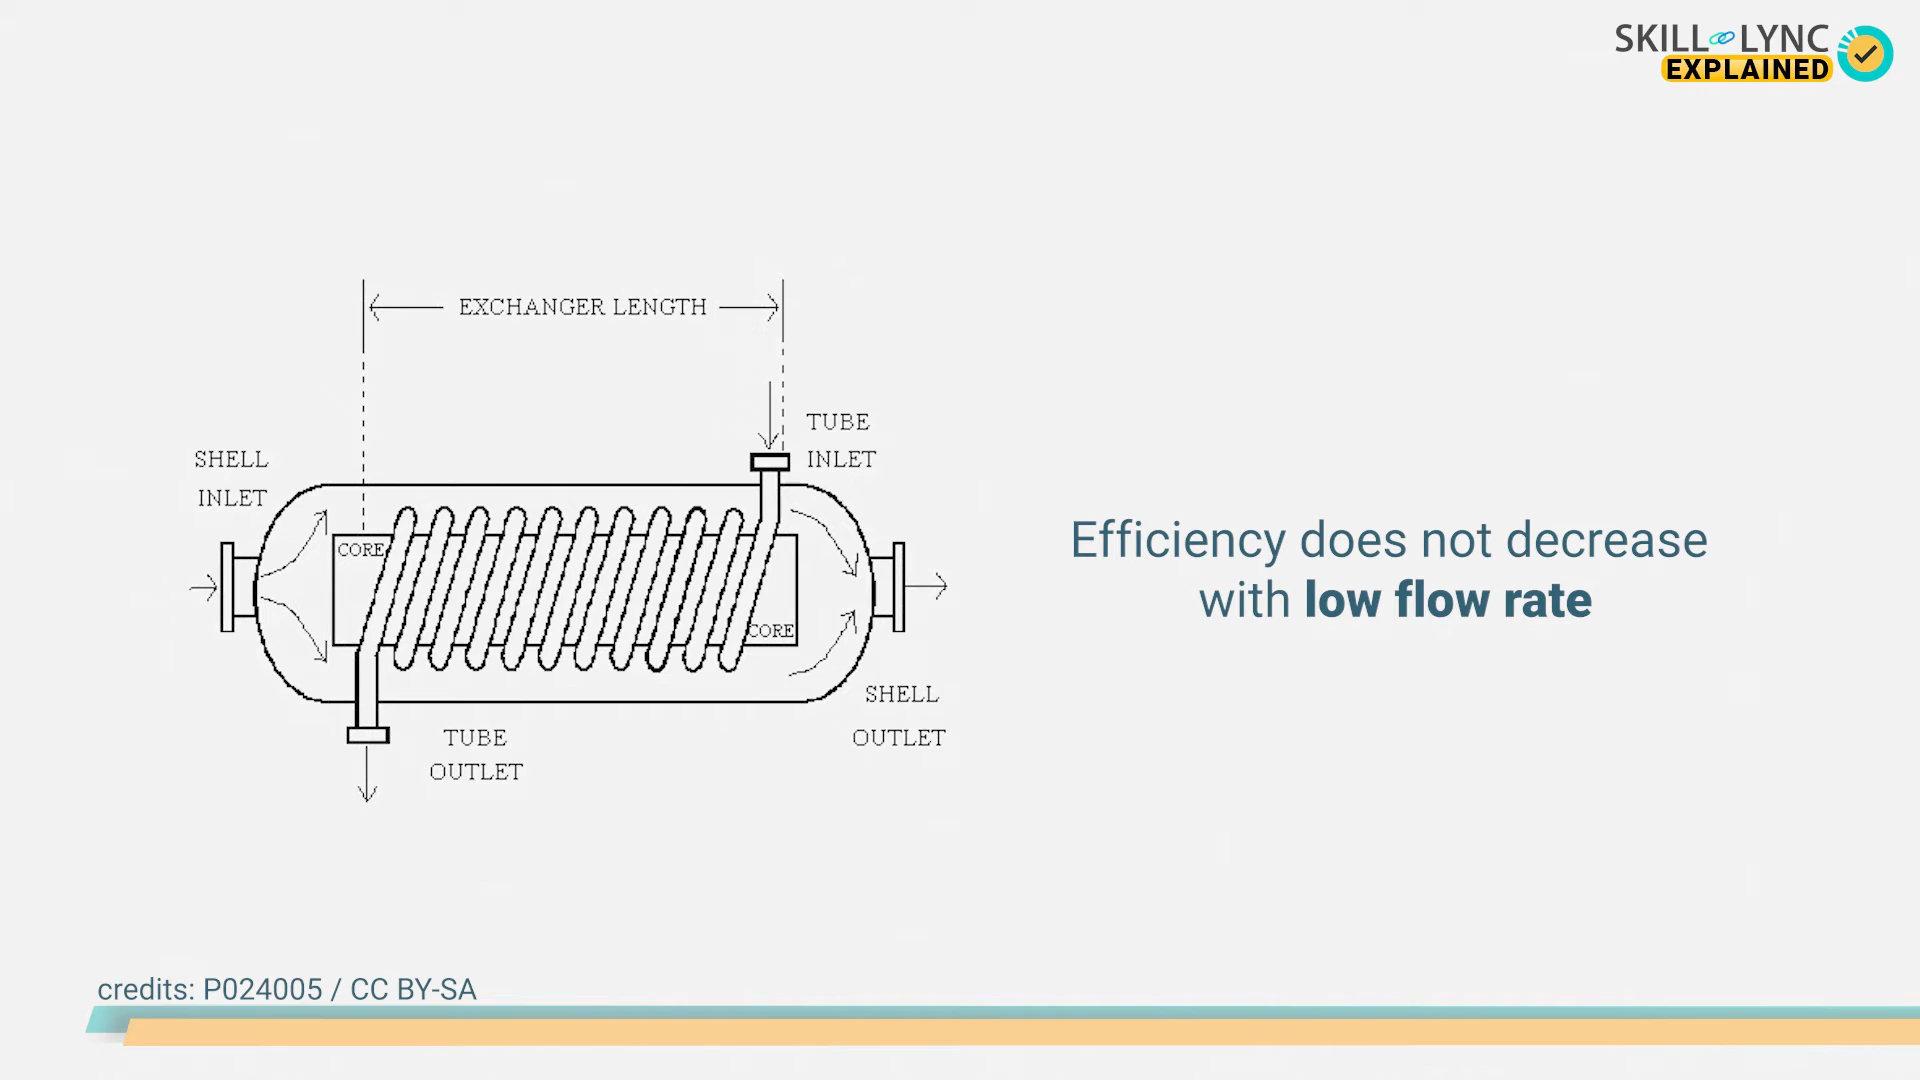 SKILL LYNC
EXPLAINED
EXCHANGER LENGTH
TUBE
INLET
SHELL
INLET
CORE
CORE
Efficiency does not decrease
with low flow rate
SHELL
OUTLET
TUBE
OUTLET
credits: P024005 / CC BY-SA